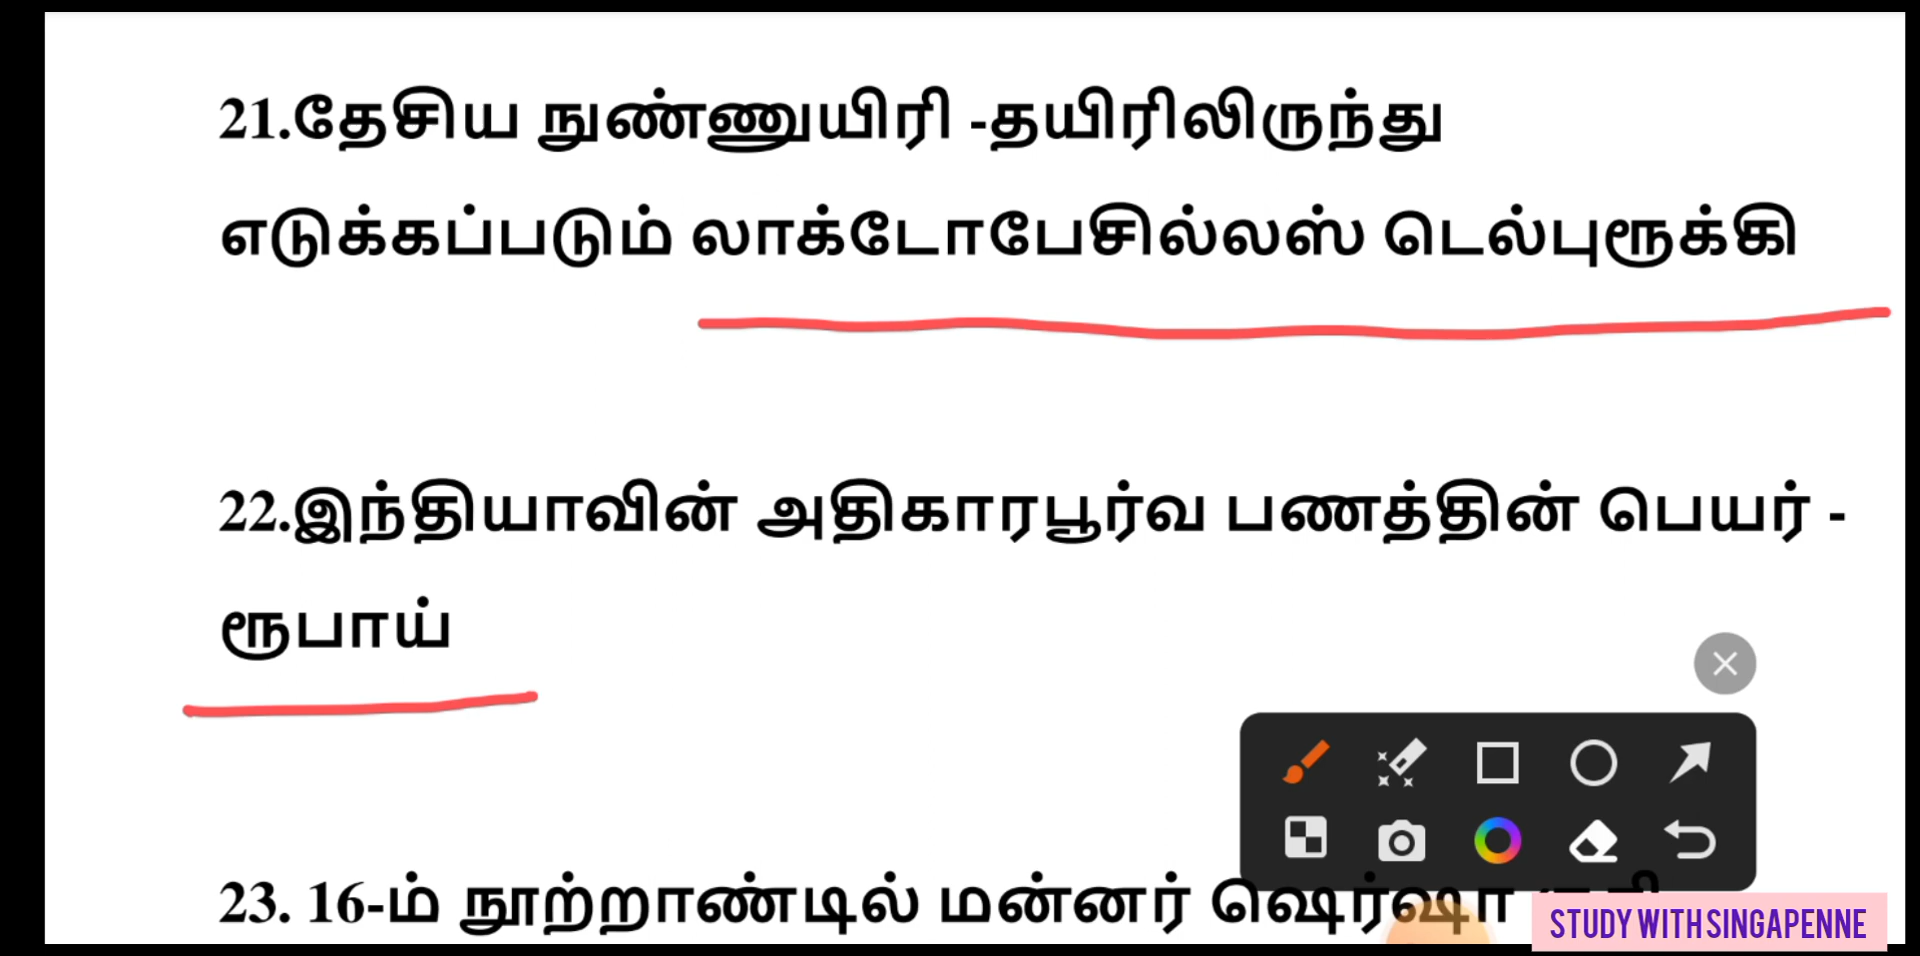 21.தேசிய நுண்ணுயிரி -தயிரிலிருந்து
எடுக்கப்படும் லாக்டோபேசில்லஸ் டெல்புரூக்கி
22.இந்தியாவின் அதிகாரபூர்வ பணத்தின் பெயர் -
ரூபாய்
23. 16-ம் நூற்றாண்டில் மன்னர் ஷெர்ஷா
STUDY WITH SINGAPENNE